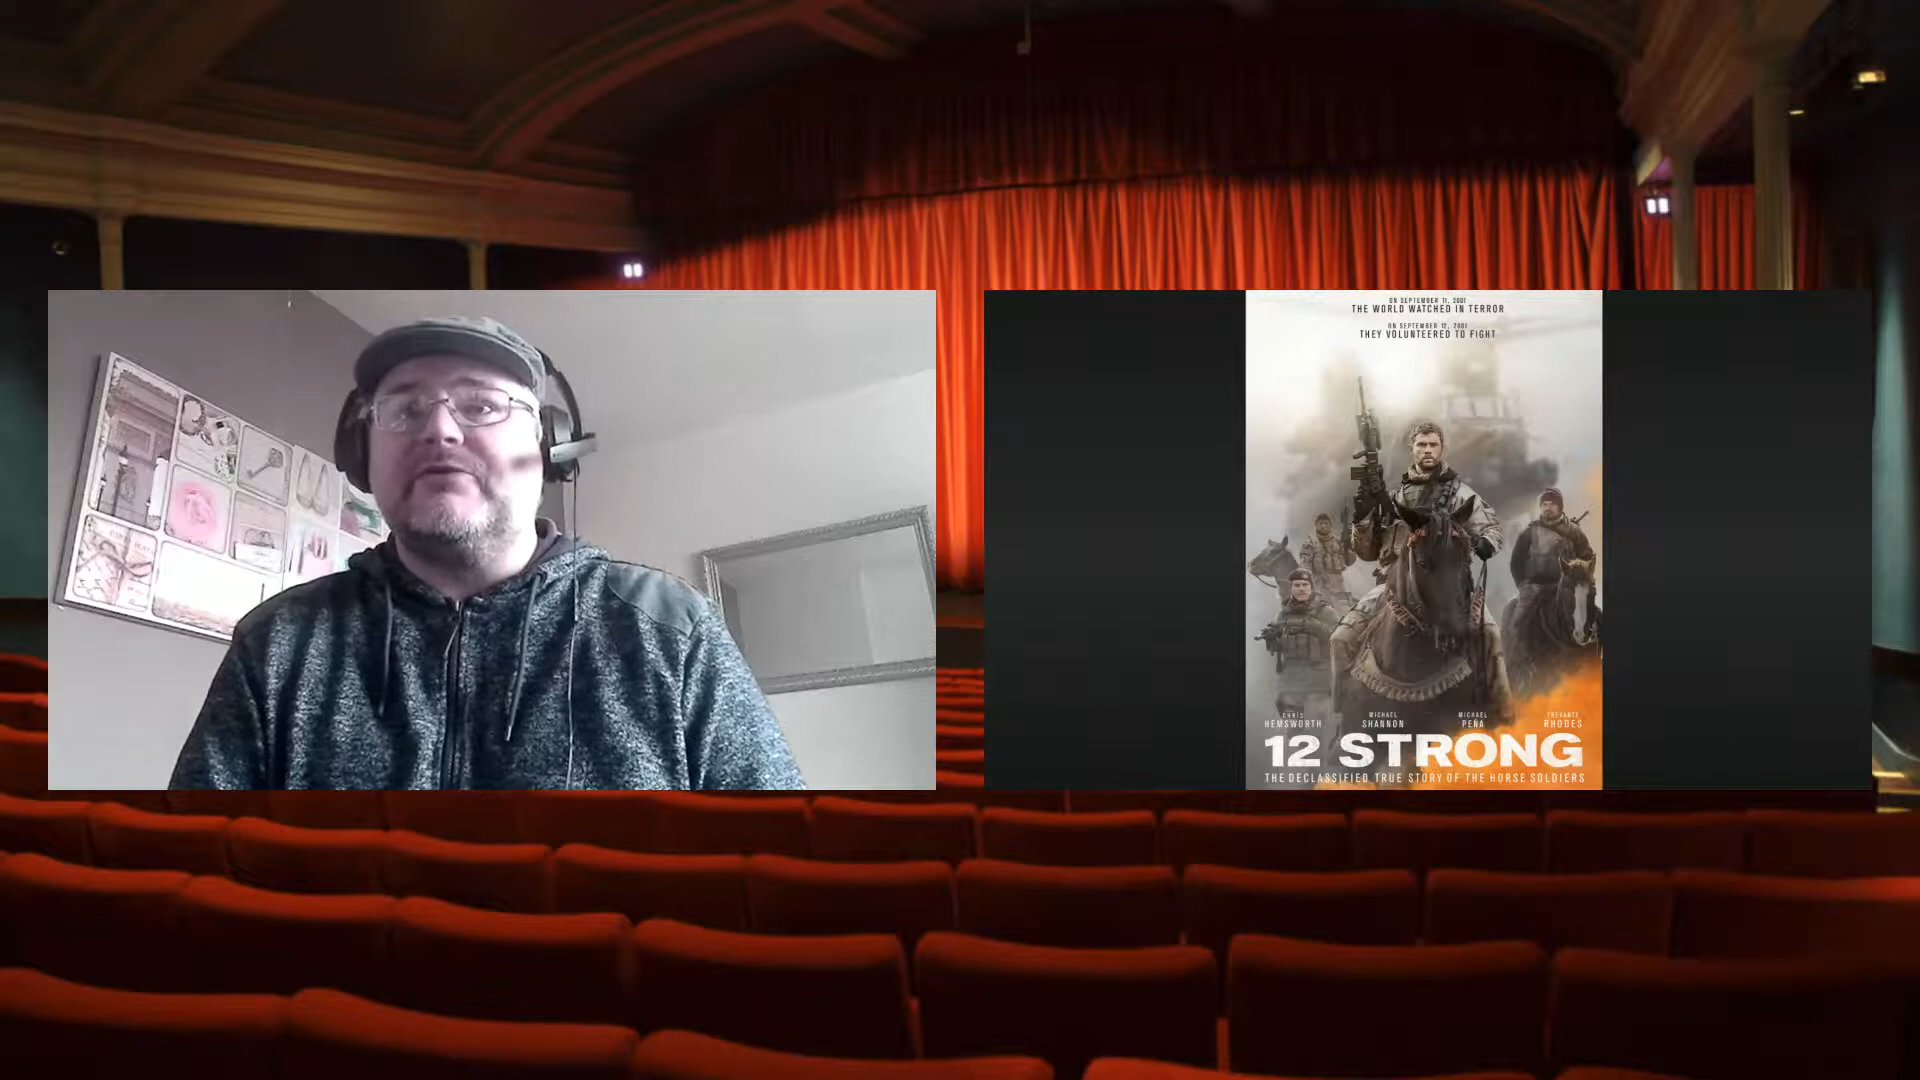 ON SEPTEMBER 11, 2001
THE WORLD WATCHED IN TERROR
ON SEPTEMBER 12, 2001
THEY VOLUNTEERED TO FIGHT
CHRIS HEMSWORTH
MICHAEL SHANNON
MICHAEL PEÑA
TREVANTE RHODES
12 STRONG
THE DECLASSIFIED TRUE STORY OF THE HORSE SOLDIERS